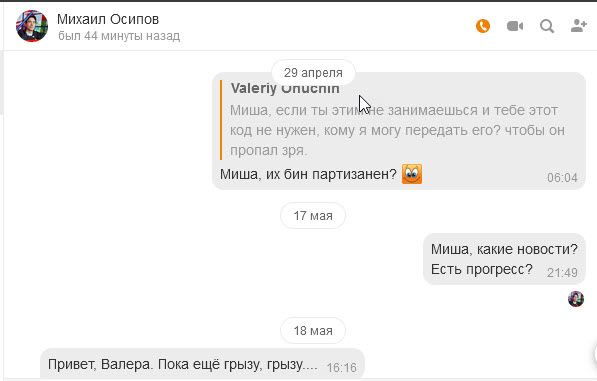 Михаил Осипов
был 44 минуты назад
29 апреля
Valeriy Onuchin
Миша, если ты этим не занимаешься и тебе этот
код не нужен, кому я могу передать его? чтобы он
пропал зря.
Миша, их бин партизанен?
06:04
17 мая
Миша, какие новости?
Есть прогресс? 21:49
18 мая
Привет, Валера. Пока ещё грызу, грызу.... 16:16